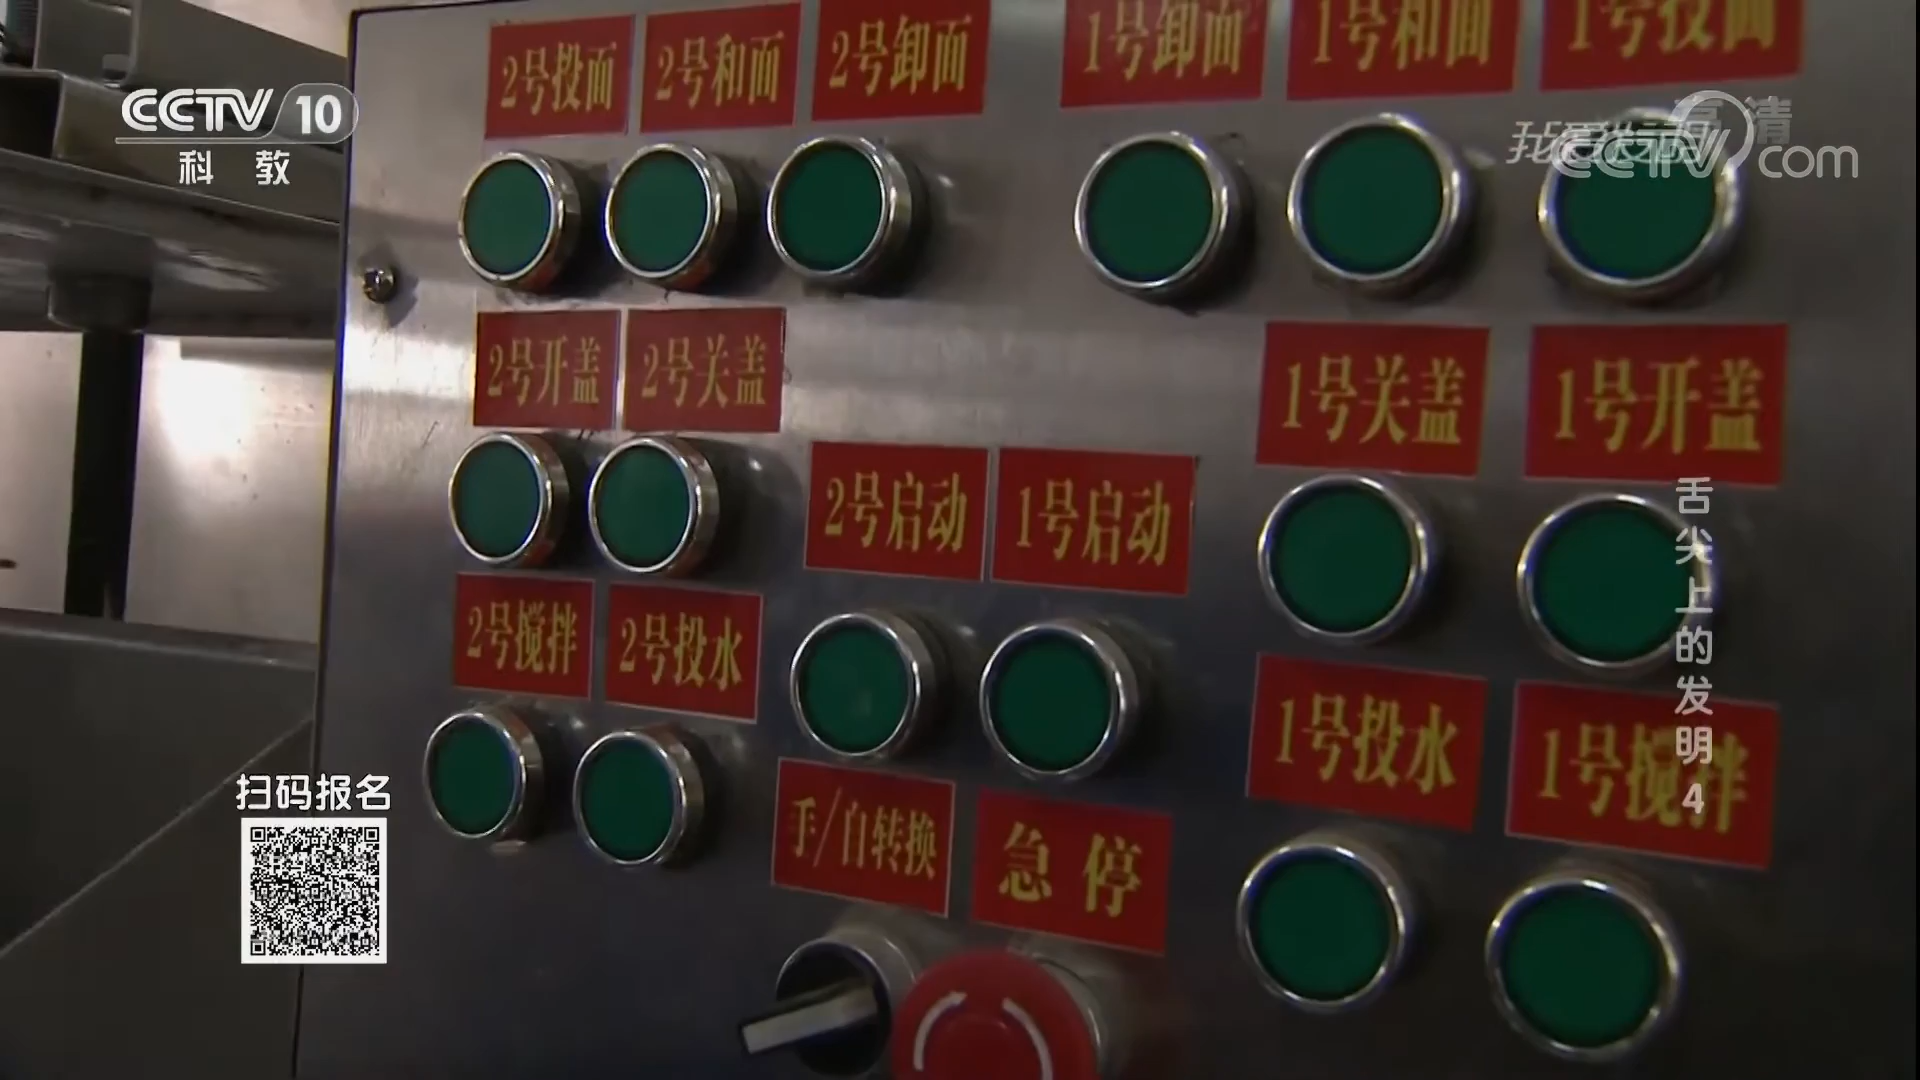 CCTV 10
科教
我爱发明
高清
CCTV.com
2号投面
2号和面
2号卸面
1号卸面
1号和面
1号投面
2号开盖
2号关盖
1号关盖
1号开盖
2号启动
1号启动
2号搅拌
2号投水
1号投水
1号搅拌
手/自转换
急停
舌尖上的发明 4
扫码报名